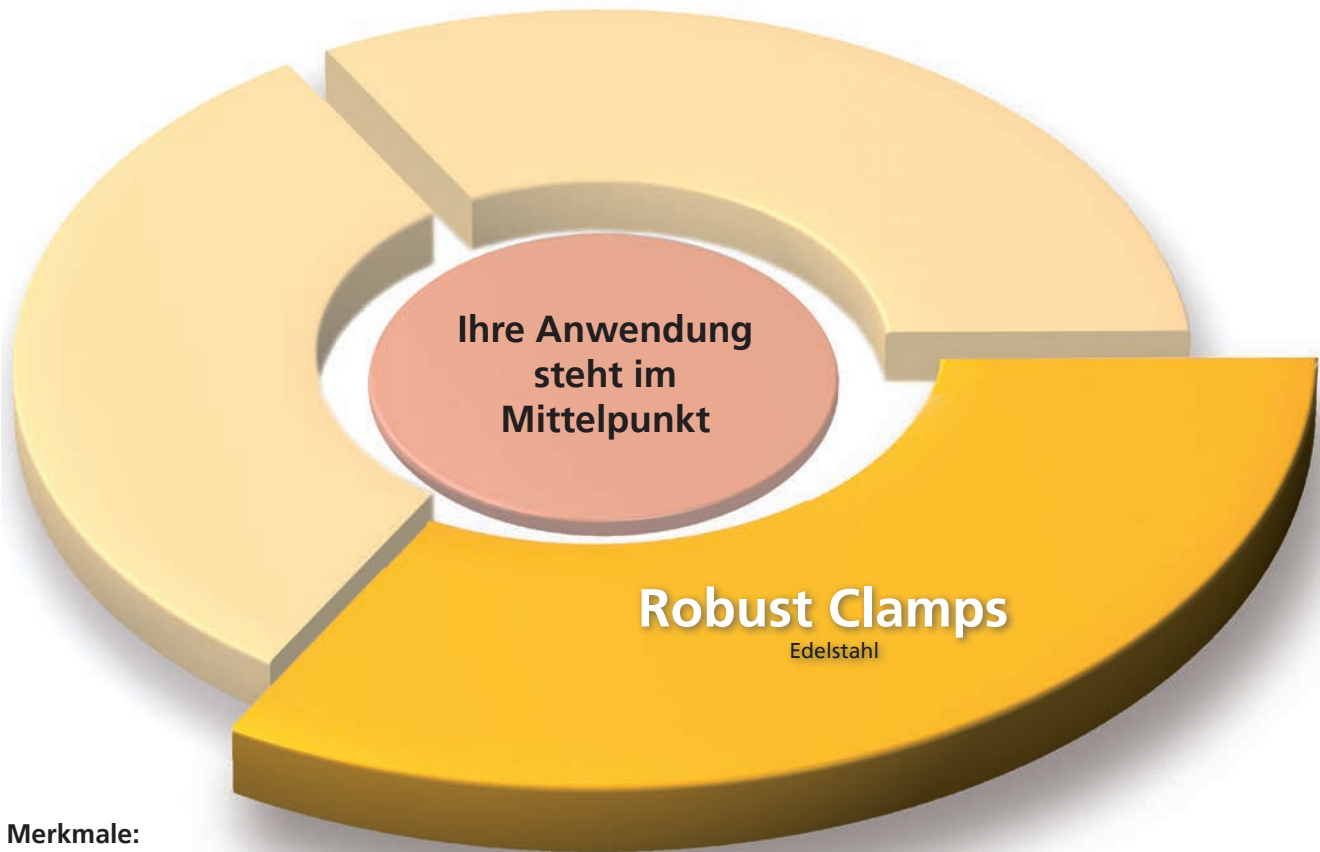 Ihre Anwendung
steht im
Mittelpunkt
Robust Clamps
Edelstahl
Merkmale: